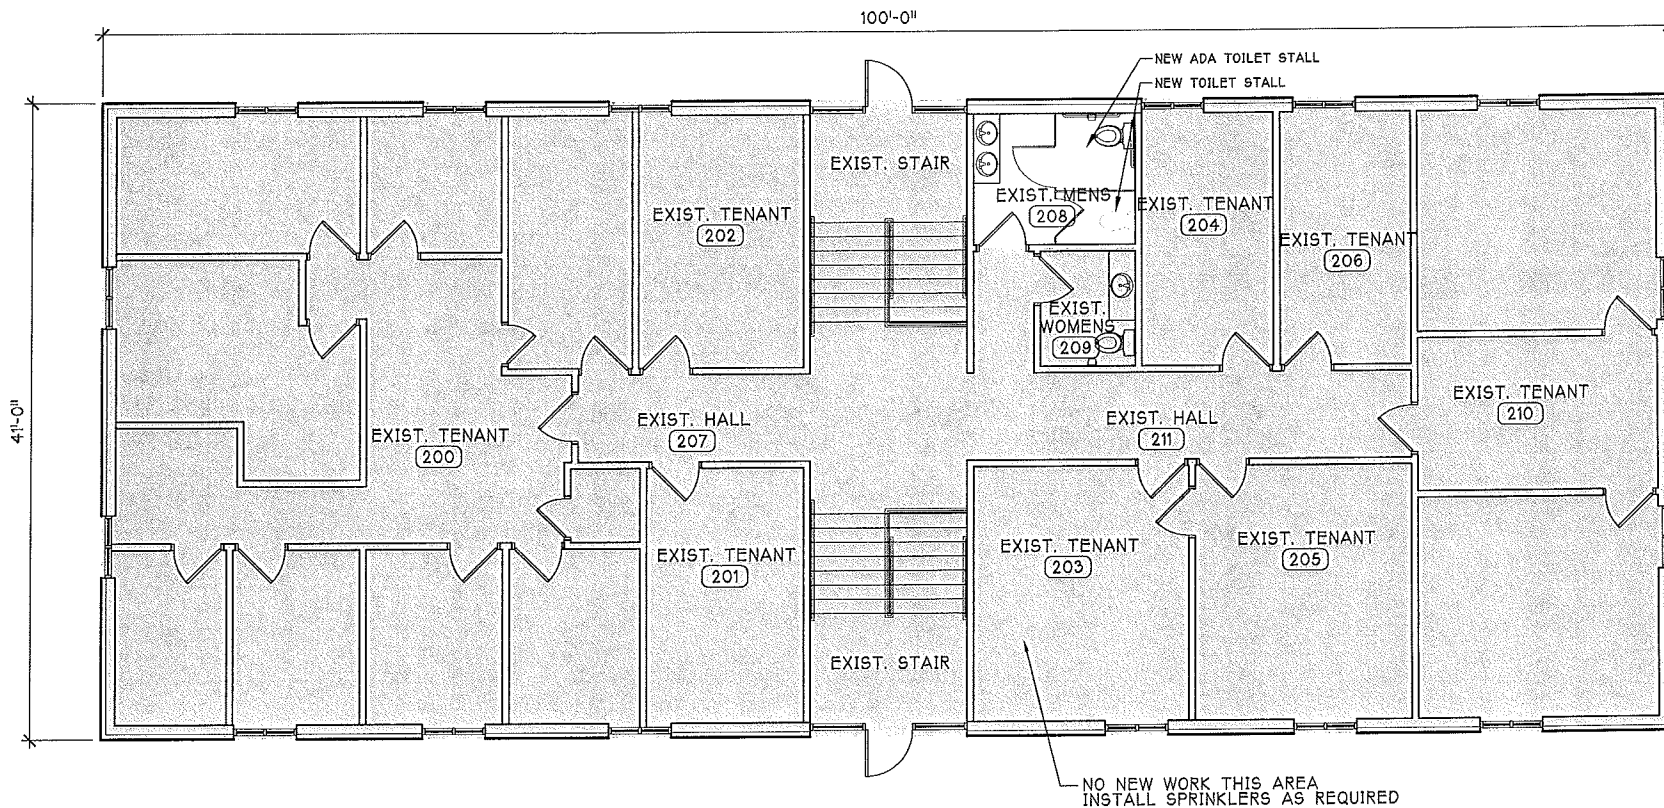 100'-0"
NEW ADA TOILET STALL
NEW TOILET STALL
41'-0"
EXIST. STAIR
EXIST. MENS
208
EXIST. TENANT
202
EXIST. TENANT
204
EXIST. TENANT
206
EXIST. WOMENS
209
EXIST. TENANT
200
EXIST. HALL
207
EXIST. HALL
211
EXIST. TENANT
210
EXIST. TENANT
201
EXIST. TENANT
203
EXIST. TENANT
205
EXIST. STAIR
NO NEW WORK THIS AREA
INSTALL SPRINKLERS AS REQUIRED